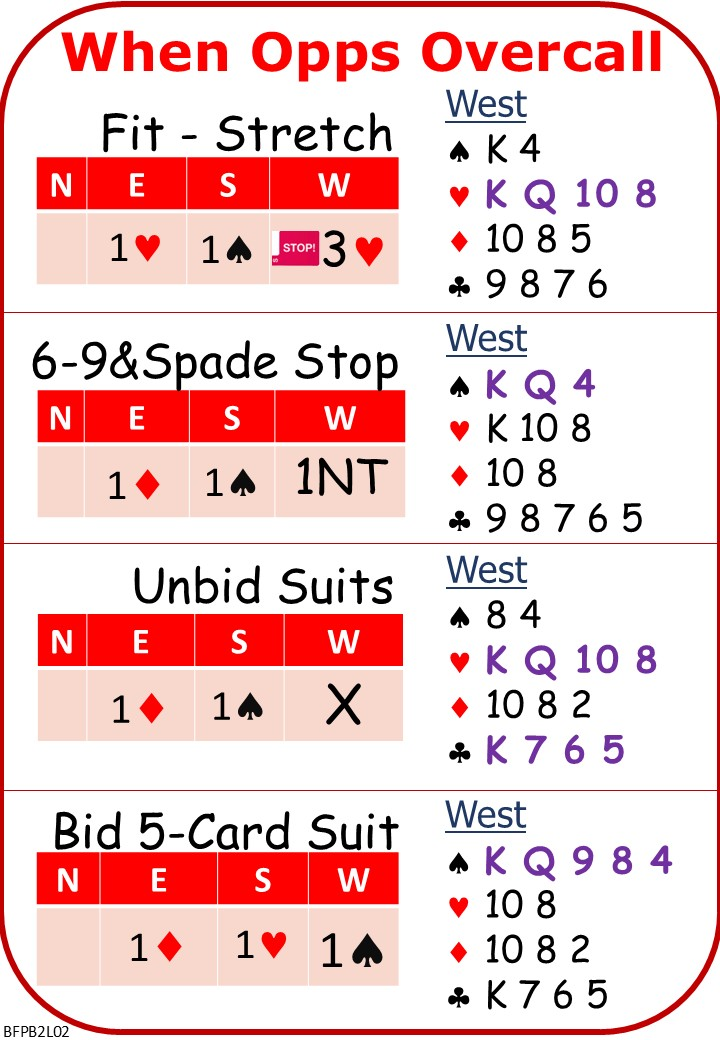 When Opps Overcall
Fit - Stretch
N E S W
1♥ 1♠ STOP! 3♥
West
♠ K 4
♥ K Q 10 8
♦ 10 8 5
♣ 9 8 7 6
6-9&Spade Stop
N E S W
1♦ 1♠ 1NT
West
♠ K Q 4
♥ K 10 8
♦ 10 8
♣ 9 8 7 6 5
Unbid Suits
N E S W
1♦ 1♠ X
West
♠ 8 4
♥ K Q 10 8
♦ 10 8 2
♣ K 7 6 5
Bid 5-Card Suit
N E S W
1♦ 1♥ 1♠
West
♠ K Q 9 8 4
♥ 10 8
♦ 10 8 2
♣ K 7 6 5
BFPB2L02